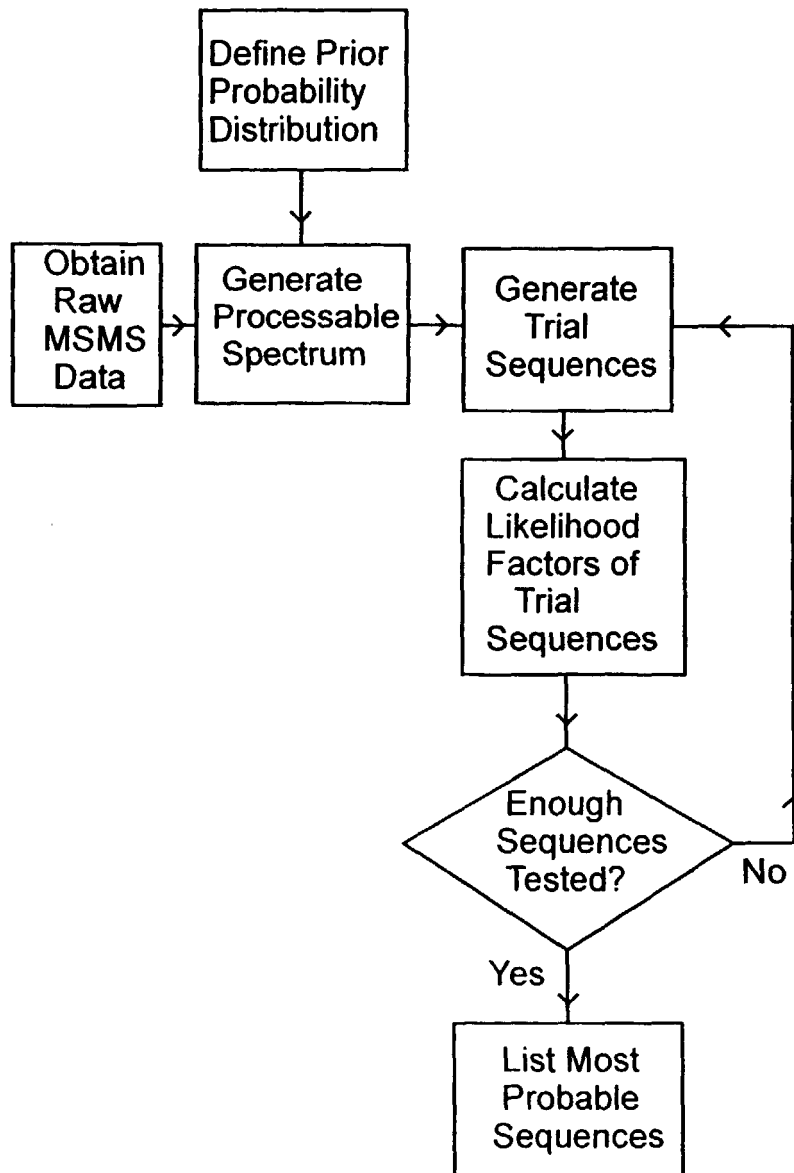 Define Prior
Probability
Distribution
Obtain
Raw
MSMS
Data
Generate
Processable
Spectrum
Generate
Trial
Sequences
Calculate
Likelihood
Factors of
Trial
Sequences
Enough
Sequences
Tested?
No
Yes
List Most
Probable
Sequences